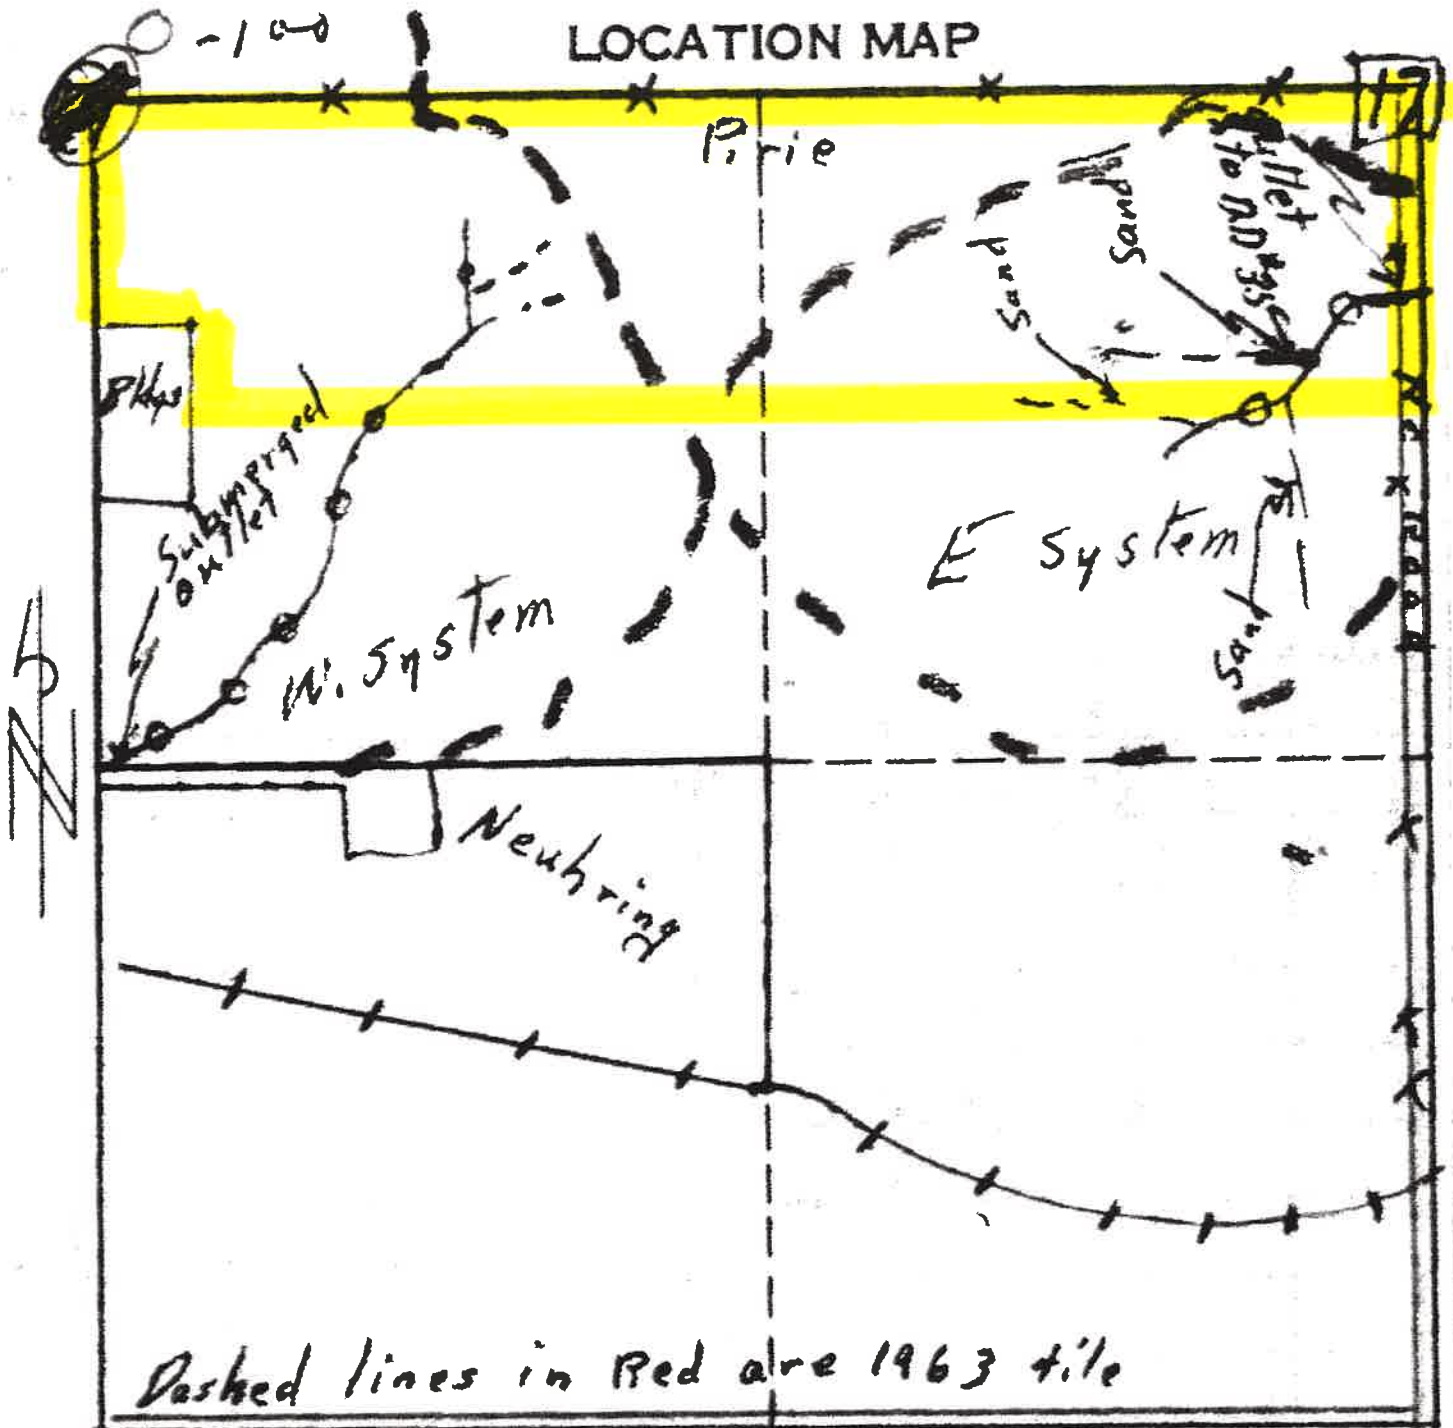 -100
LOCATION MAP
Pirie
Outlet
to DD #35
Sand
Sand
Bldgs
Submerged
outlet
E System
W. System
Sand
Rd Road
N
Neuhring
Dashed lines in Red are 1963 tile